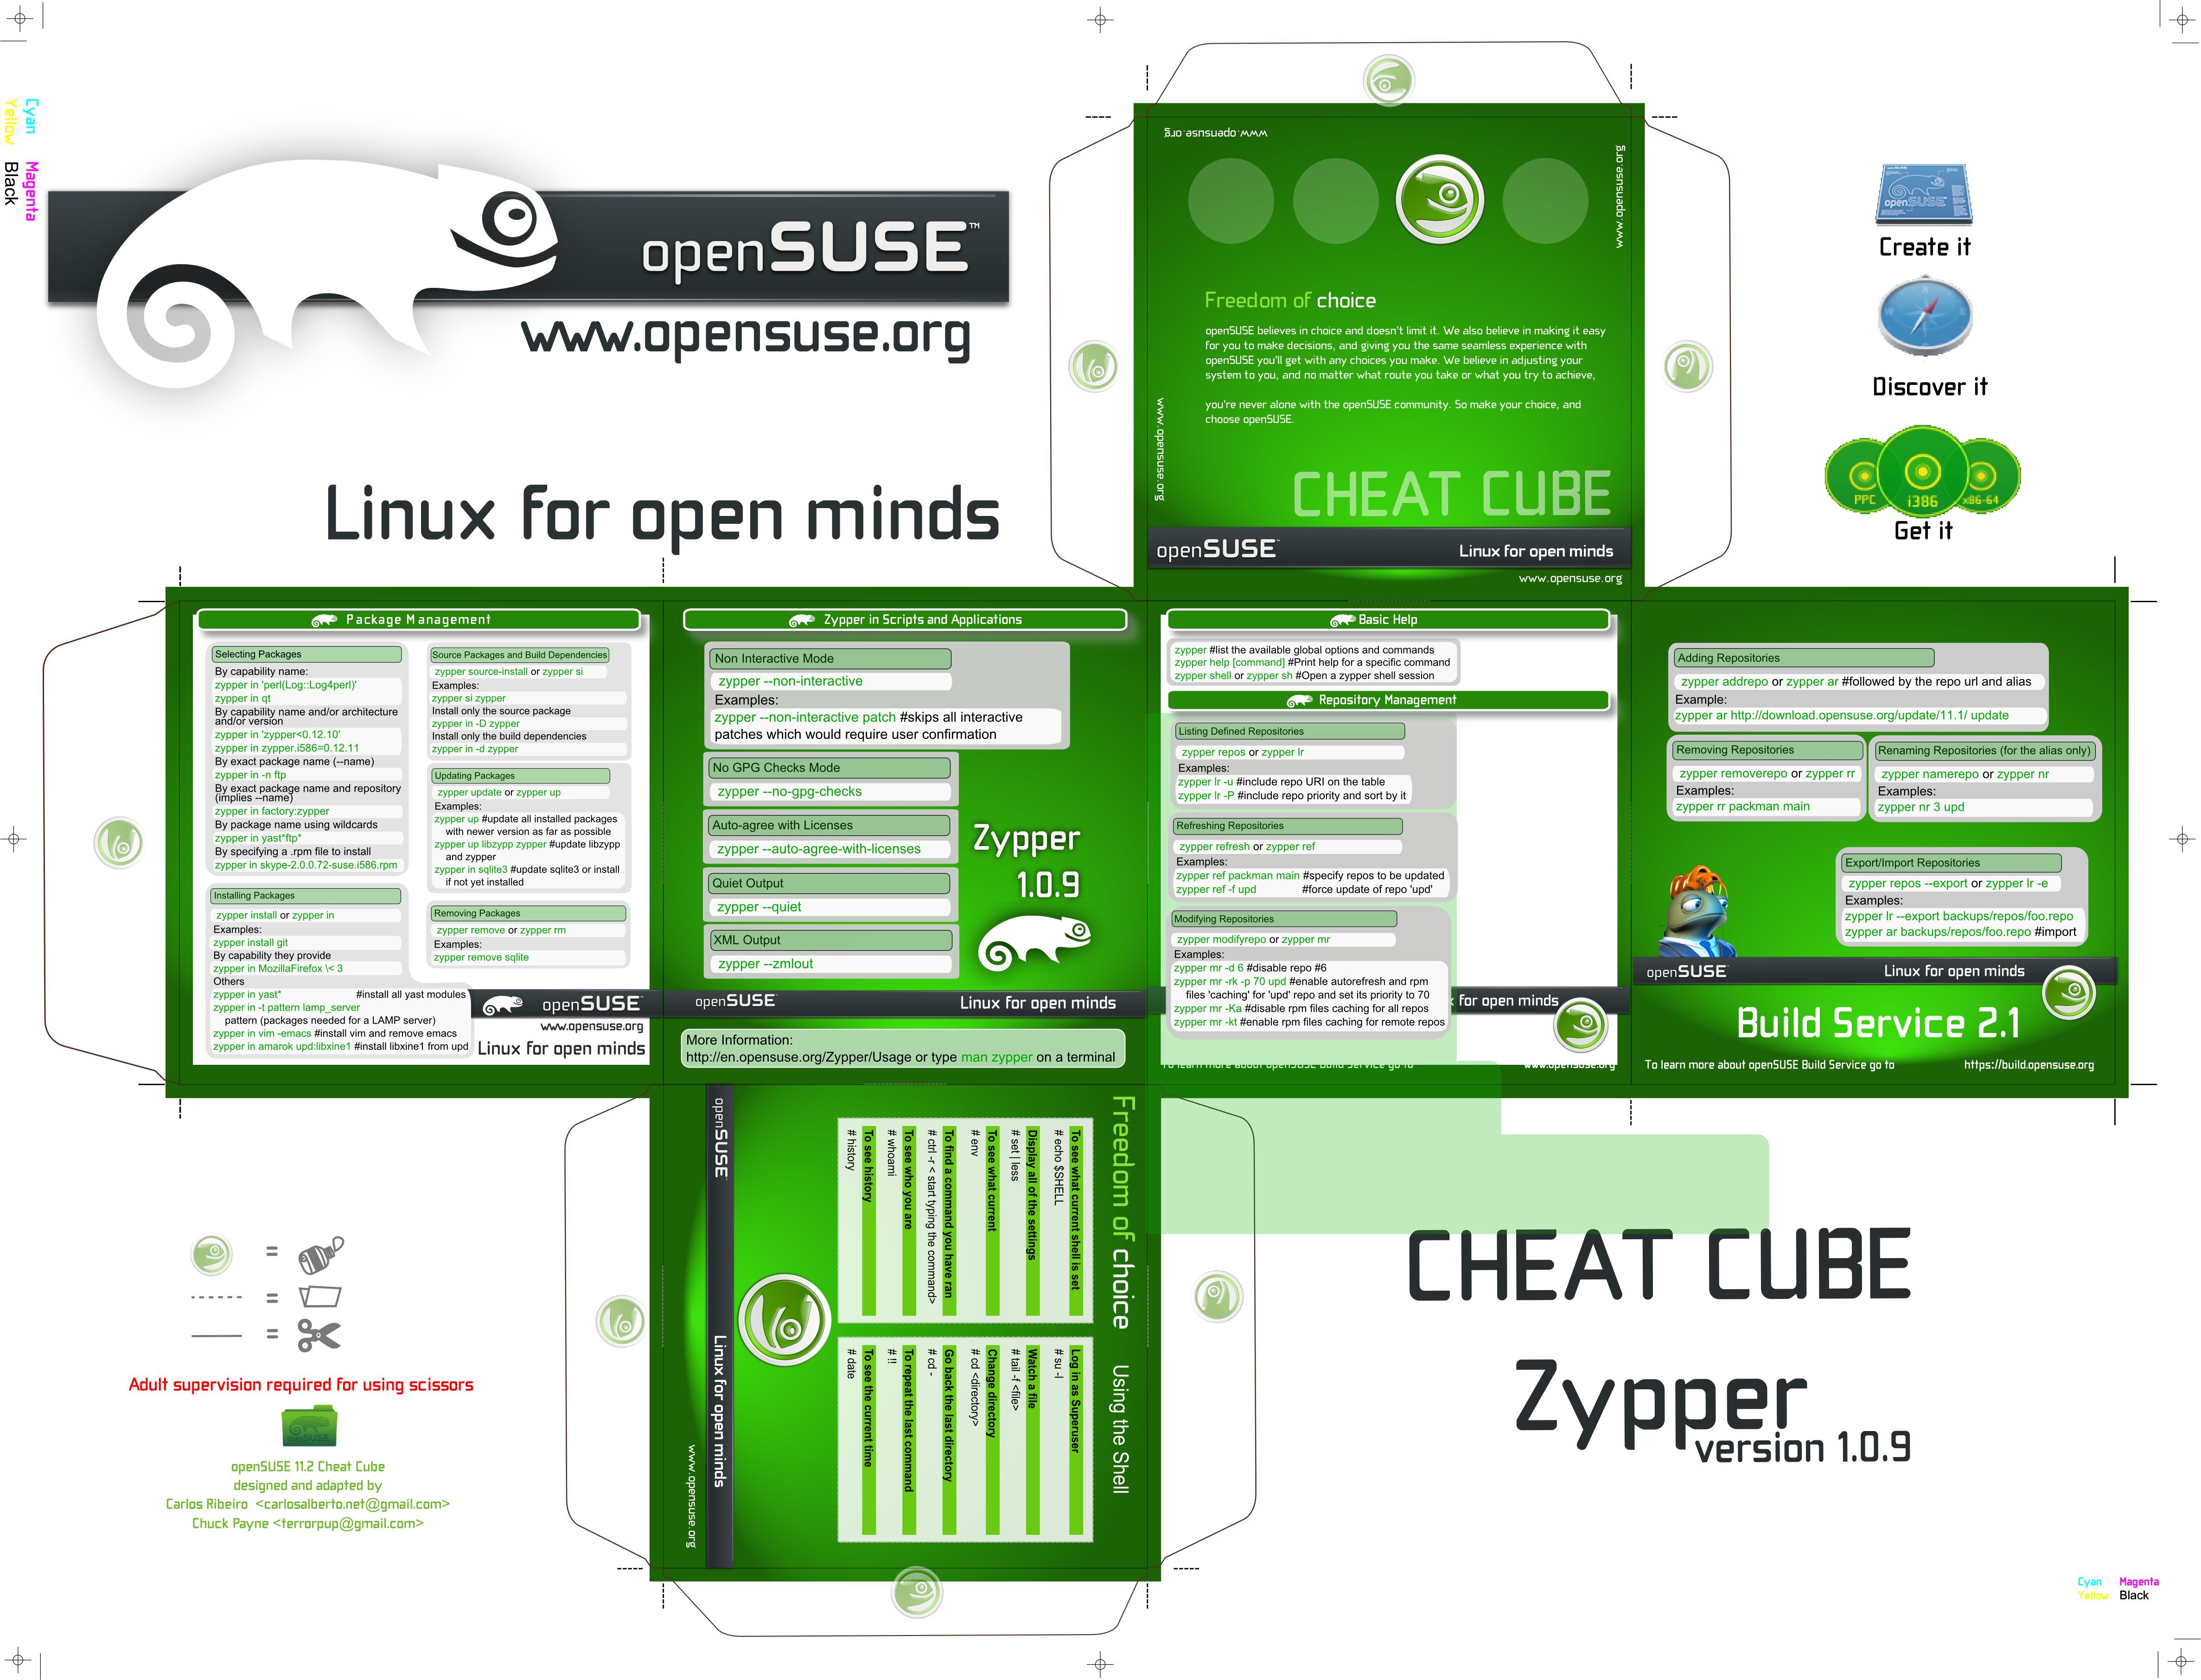 Cyan Magenta
Yellow Black
openSUSE™
www.opensuse.org
Linux for open minds
www.opensuse.org
www.opensuse.org
Freedom of choice
openSUSE believes in choice and doesn't limit it. We also believe in making it easy
for you to make decisions, and giving you the same seamless experience with
openSUSE you'll get with any choices you make. We believe in adjusting your
system to you, and no matter what route you take or what you try to achieve,
you're never alone with the openSUSE community. So make your choice, and
choose openSUSE.
www.opensuse.org
CHEAT CUBE
openSUSE™ Linux for open minds
www.opensuse.org
openSUSE
Create it
Discover it
PPC i386 x86-64
Get it
Package Management
Selecting Packages
By capability name:
zypper in 'perl(Log::Log4perl)'
zypper in qt
By capability name and/or architecture
and/or version
zypper in 'zypper<0.12.10'
zypper in zypper.i586=0.12.11
By exact package name (--name)
zypper in -n ftp
By exact package name and repository
(implies --name)
zypper in factory:zypper
By package name using wildcards
zypper in yast*ftp*
By specifying a .rpm file to install
zypper in skype-2.0.0.72-suse.i586.rpm
Installing Packages
zypper install or zypper in
Examples:
zypper install git
By capability they provide
zypper in MozillaFirefox \< 3
Others
zypper in yast* #install all yast modules
zypper in -t pattern lamp_server
pattern (packages needed for a LAMP server)
zypper in vim -emacs #install vim and remove emacs
zypper in amarok upd:libxine1 #install libxine1 from upd
Source Packages and Build Dependencies
zypper source-install or zypper si
Examples:
zypper si zypper
Install only the source package
zypper in -D zypper
Install only the build dependencies
zypper in -d zypper
Updating Packages
zypper update or zypper up
Examples:
zypper up #update all installed packages
with newer version as far as possible
zypper up libzypp zypper #update libzypp
and zypper
zypper in sqlite3 #update sqlite3 or install
if not yet installed
Removing Packages
zypper remove or zypper rm
Examples:
zypper remove sqlite
openSUSE
www.opensuse.org
Linux for open minds
Zypper in Scripts and Applications
Non Interactive Mode
zypper --non-interactive
Examples:
zypper --non-interactive patch #skips all interactive
patches which would require user confirmation
No GPG Checks Mode
zypper --no-gpg-checks
Auto-agree with Licenses
zypper --auto-agree-with-licenses
Quiet Output
zypper --quiet
XML Output
zypper --zmlout
Zypper
1.0.9
openSUSE™ Linux for open minds
More Information:
http://en.opensuse.org/Zypper/Usage or type man zypper on a terminal
Basic Help
zypper #list the available global options and commands
zypper help [command] #Print help for a specific command
zypper shell or zypper sh #Open a zypper shell session
Repository Management
Listing Defined Repositories
zypper repos or zypper lr
Examples:
zypper lr -u #include repo URI on the table
zypper lr -P #include repo priority and sort by it
Refreshing Repositories
zypper refresh or zypper ref
Examples:
zypper ref packman main #specify repos to be updated
zypper ref -f upd #force update of repo 'upd'
Modifying Repositories
zypper modifyrepo or zypper mr
Examples:
zypper mr -d 6 #disable repo #6
zypper mr -rk -p 70 upd #enable autorefresh and rpm
files 'caching' for 'upd' repo and set its priority to 70
zypper mr -Ka #disable rpm files caching for all repos
zypper mr -kt #enable rpm files caching for remote repos
for open minds
To learn more about openSUSE Build Service go to www.opensuse.org
Adding Repositories
zypper addrepo or zypper ar #followed by the repo url and alias
Example:
zypper ar http://download.opensuse.org/update/11.1/ update
Removing Repositories
zypper removerepo or zypper rr
Examples:
zypper rr packman main
Renaming Repositories (for the alias only)
zypper namerepo or zypper nr
Examples:
zypper nr 3 upd
Export/Import Repositories
zypper repos --export or zypper lr -e
Examples:
zypper lr --export backups/repos/foo.repo
zypper ar backups/repos/foo.repo #import
openSUSE™ Linux for open minds
Build Service 2.1
To learn more about openSUSE Build Service go to https://build.opensuse.org
Freedom of choice Using the Shell
To see what current shell is set
# echo $SHELL
Display all of the settings
# set | less
To see what current
# env
To find a command you have ran
# ctrl -r < start typing the command>
To see who you are
# whoami
To see history
# history
Log in as Superuser
# su -l
Watch a file
# tail -f <file>
Change directory
# cd <directory>
Go back the last directory
# cd -
To repeat the last command
# !!
To see the current time
# date
openSUSE™ Linux for open minds
www.opensuse.org
=
=
=
Adult supervision required for using scissors
SUSE
openSUSE 11.2 Cheat Cube
designed and adapted by
Carlos Ribeiro <carlosalberto.net@gmail.com>
Chuck Payne <terrorpup@gmail.com>
CHEAT CUBE
Zypper
version 1.0.9
Cyan Magenta
Yellow Black